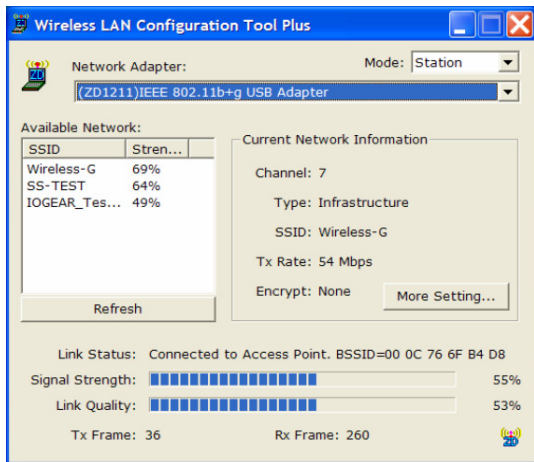 Wireless LAN Configuration Tool Plus
ZD
Network Adapter:
Mode: Station
(ZD1211)IEEE 802.11b+g USB Adapter
Available Network:
SSID Stren...
Wireless-G 69%
SS-TEST 64%
IOGEAR_Tes... 49%
Refresh
Current Network Information
Channel: 7
Type: Infrastructure
SSID: Wireless-G
Tx Rate: 54 Mbps
Encrypt: None
More Setting...
Link Status: Connected to Access Point. BSSID=00 0C 76 6F B4 D8
Signal Strength: 55%
Link Quality: 53%
Tx Frame: 36 Rx Frame: 260
ZD